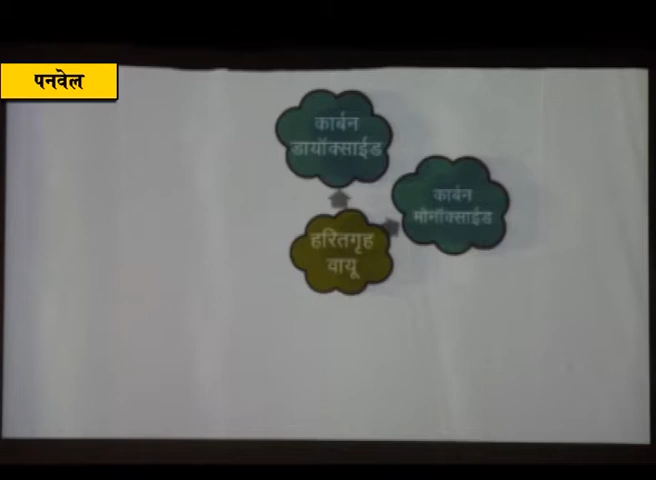 पनवेल
कार्बन
डायॉक्साईड
कार्बन
मोनॉक्साईड
हरितगृह
वायू